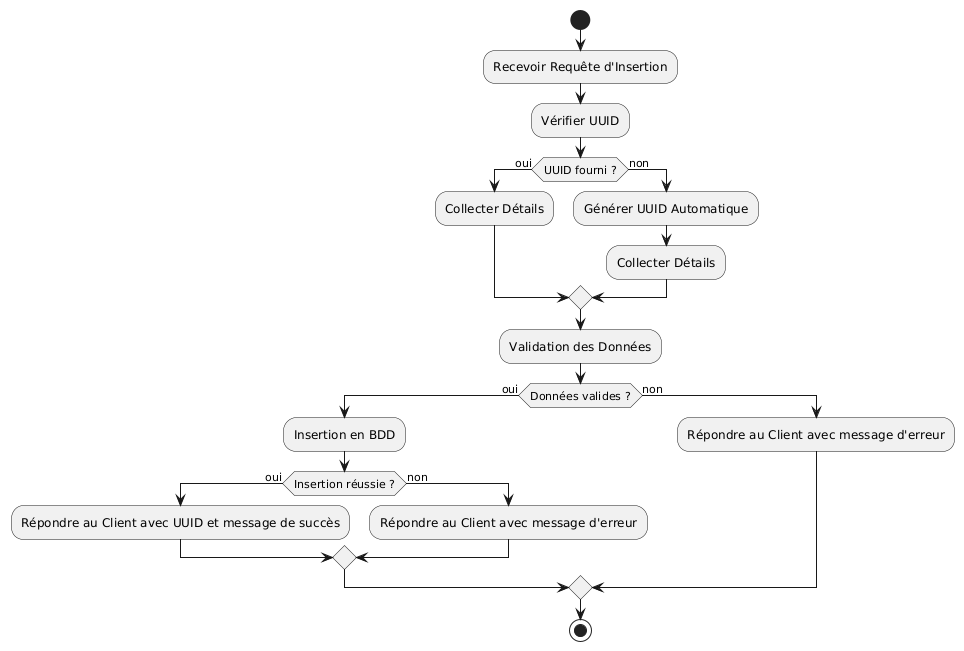 Recevoir Requête d'Insertion
Vérifier UUID
oui
UUID fourni ?
non
Collecter Détails
Générer UUID Automatique
Collecter Détails
Validation des Données
oui
Données valides ?
non
Insertion en BDD
Répondre au Client avec message d'erreur
oui
Insertion réussie ?
non
Répondre au Client avec UUID et message de succès
Répondre au Client avec message d'erreur